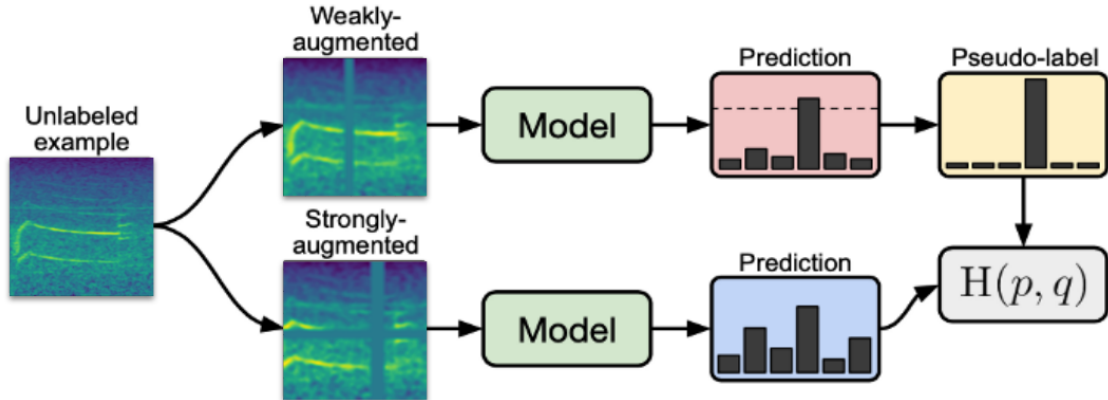 Weakly-
augmented
Prediction
Pseudo-label
Unlabeled
example
Model
Strongly-
augmented
Prediction
Model
H(p, q)